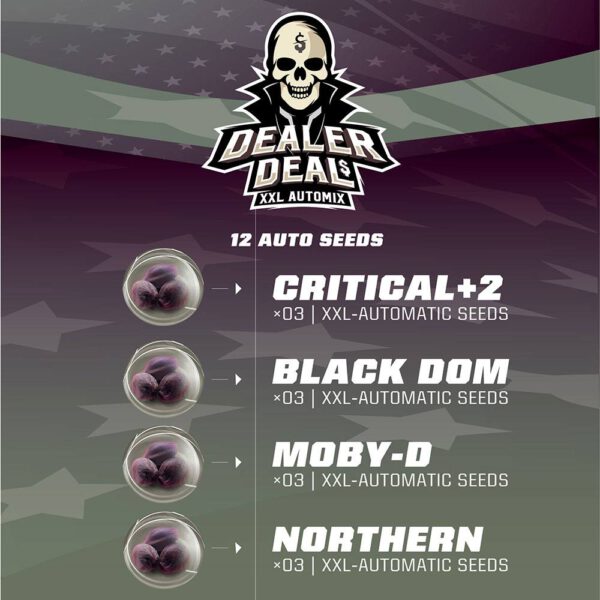 $
DEALER
DEAL$
XXL AUTOMIX
12 AUTO SEEDS
CRITICAL+2
×03 | XXL-AUTOMATIC SEEDS
BLACK DOM
×03 | XXL-AUTOMATIC SEEDS
MOBY-D
×03 | XXL-AUTOMATIC SEEDS
NORTHERN
×03 | XXL-AUTOMATIC SEEDS